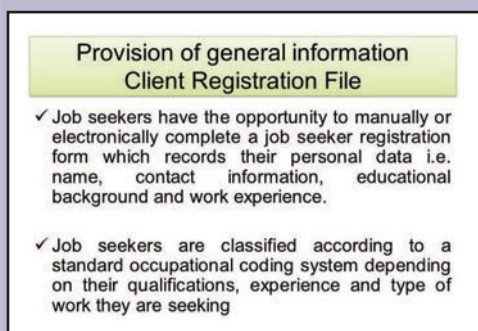 Provision of general information
Client Registration File
✓ Job seekers have the opportunity to manually or
electronically complete a job seeker registration
form which records their personal data i.e.
name, contact information, educational
background and work experience.
✓ Job seekers are classified according to a
standard occupational coding system depending
on their qualifications, experience and type of
work they are seeking